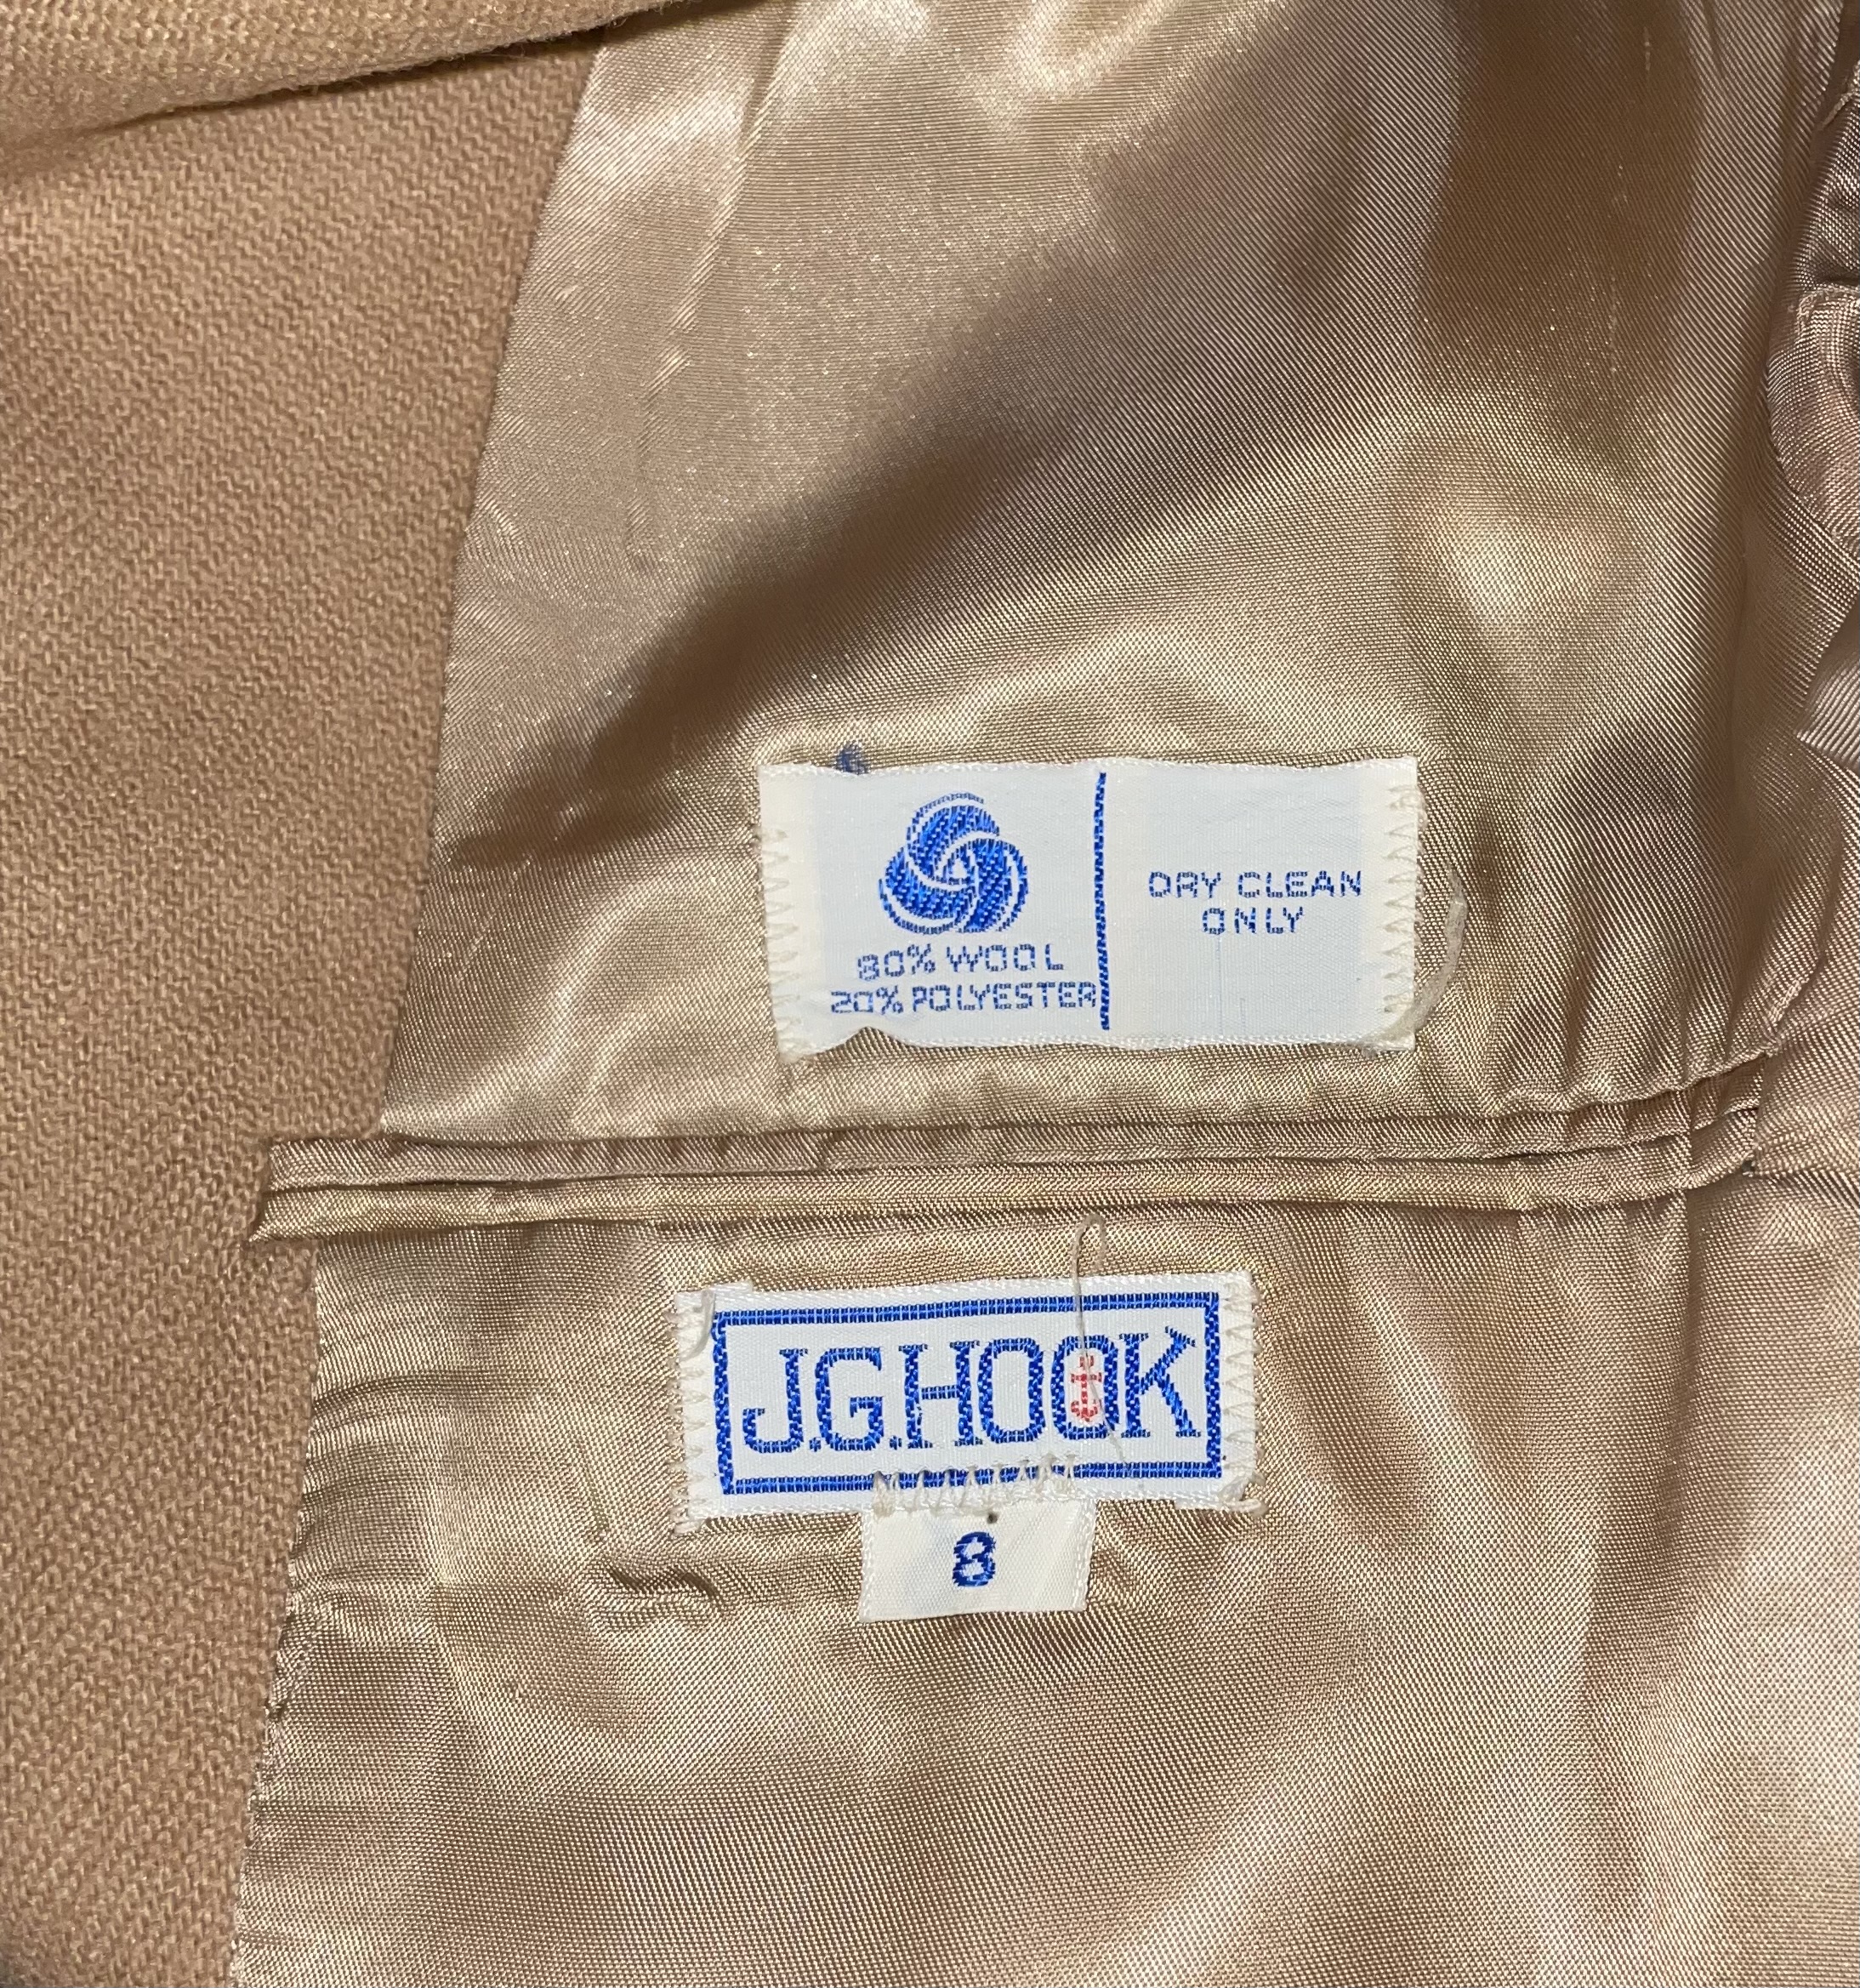 80% WOOL
20% POLYESTER
DRY CLEAN
ONLY
J.G.HOOK
8